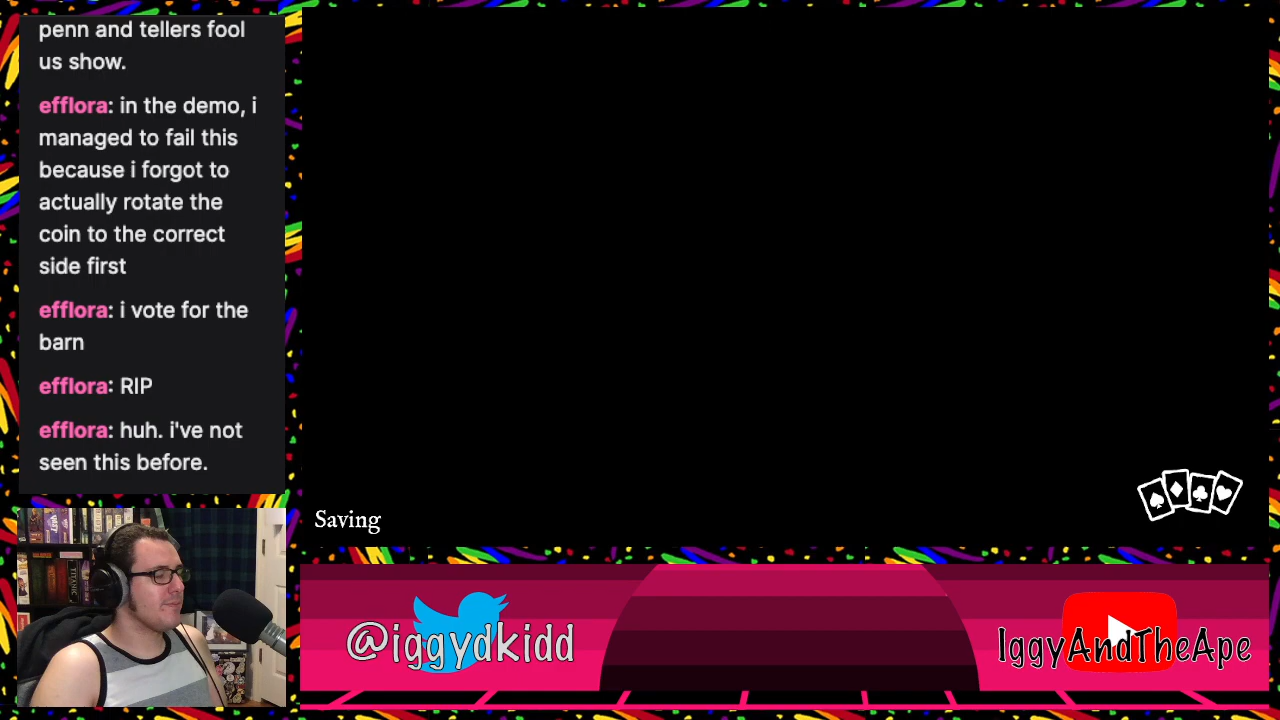 penn and tellers fool
us show.
efflora: in the demo, i
managed to fail this
because i forgot to
actually rotate the
coin to the correct
side first
efflora: i vote for the
barn
efflora: RIP
efflora: huh. i've not
seen this before.
Saving
TITANIC
@iggydkidd
IggyAndTheApe